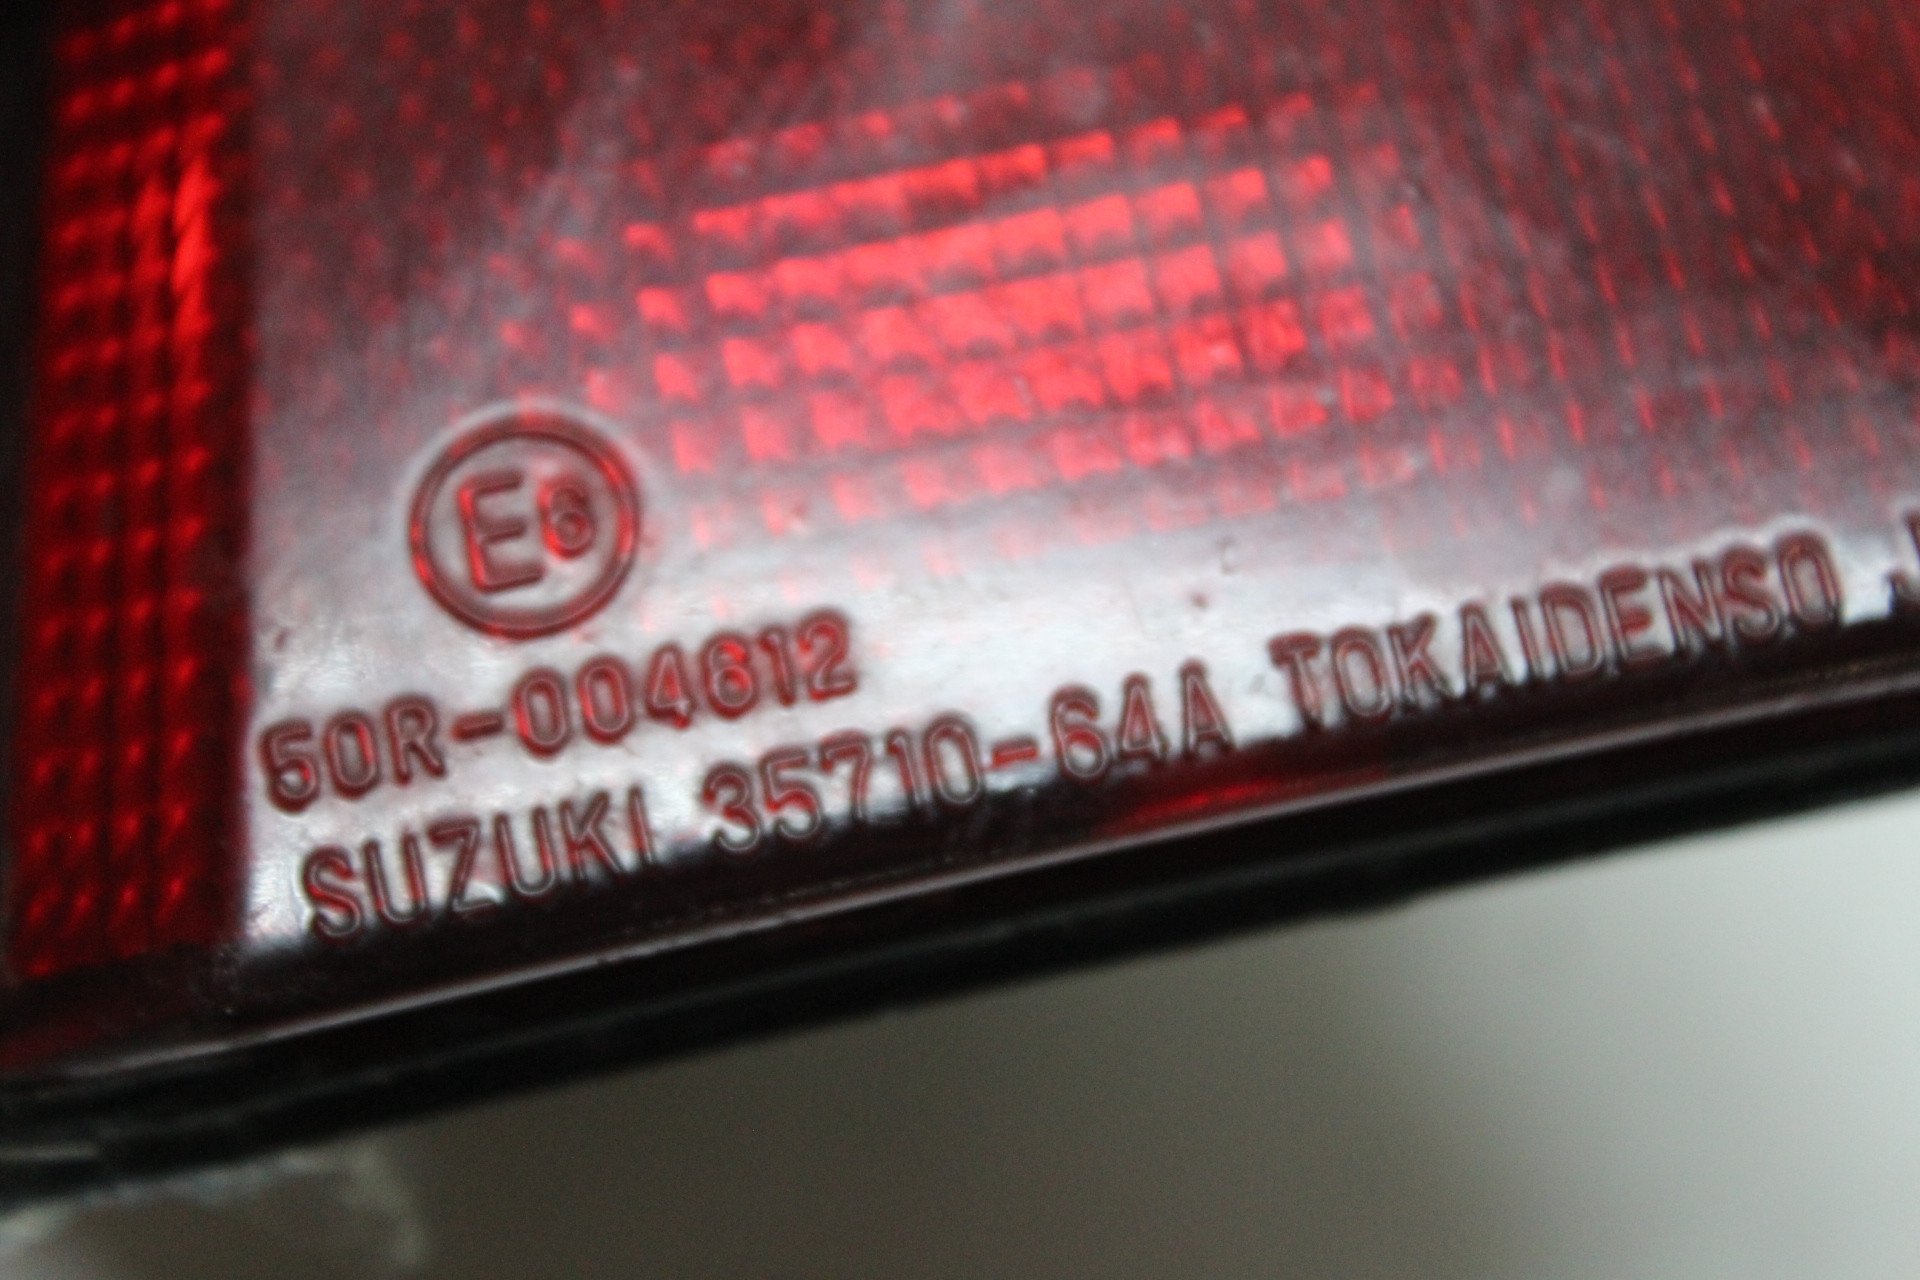 E6
50R-004612
SUZUKI 35710-64A TOKAIDENSO J